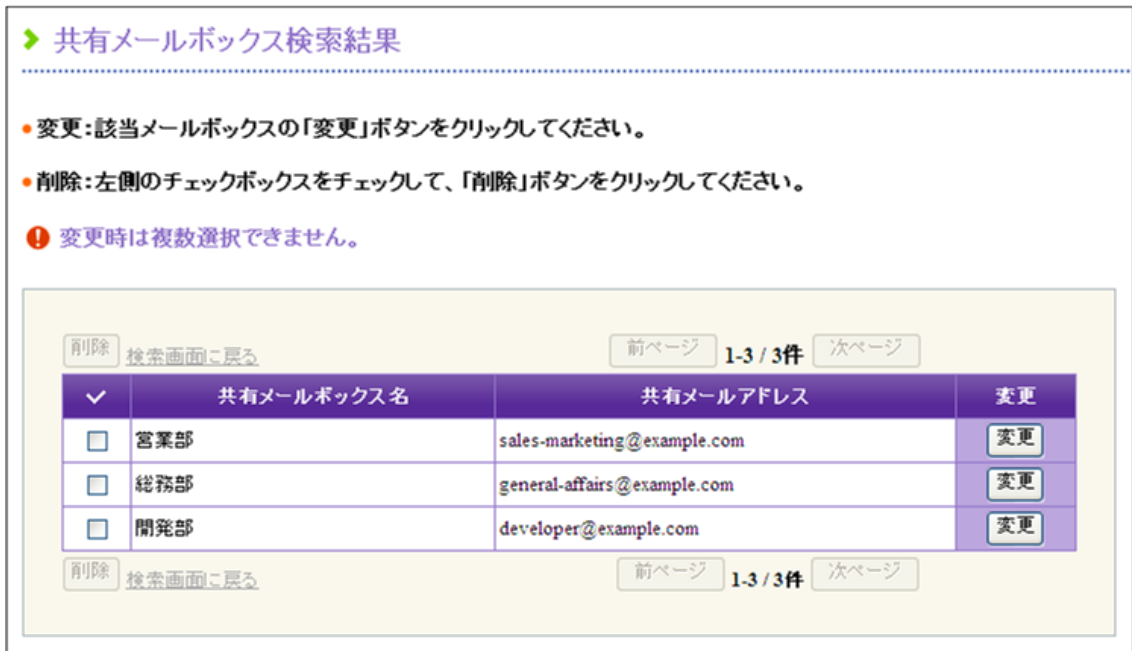 共有メールボックス検索結果
変更：該当メールボックスの「変更」ボタンをクリックしてください。
削除：左側のチェックボックスをチェックして、「削除」ボタンをクリックしてください。
変更時は複数選択できません。
削除 検索画面に戻る 前ページ 1-3 / 3件 次ページ
共有メールボックス名 共有メールアドレス 変更
営業部 sales-marketing@example.com 変更
総務部 general-affairs@example.com 変更
開発部 developer@example.com 変更
削除 検索画面に戻る 前ページ 1-3 / 3件 次ページ